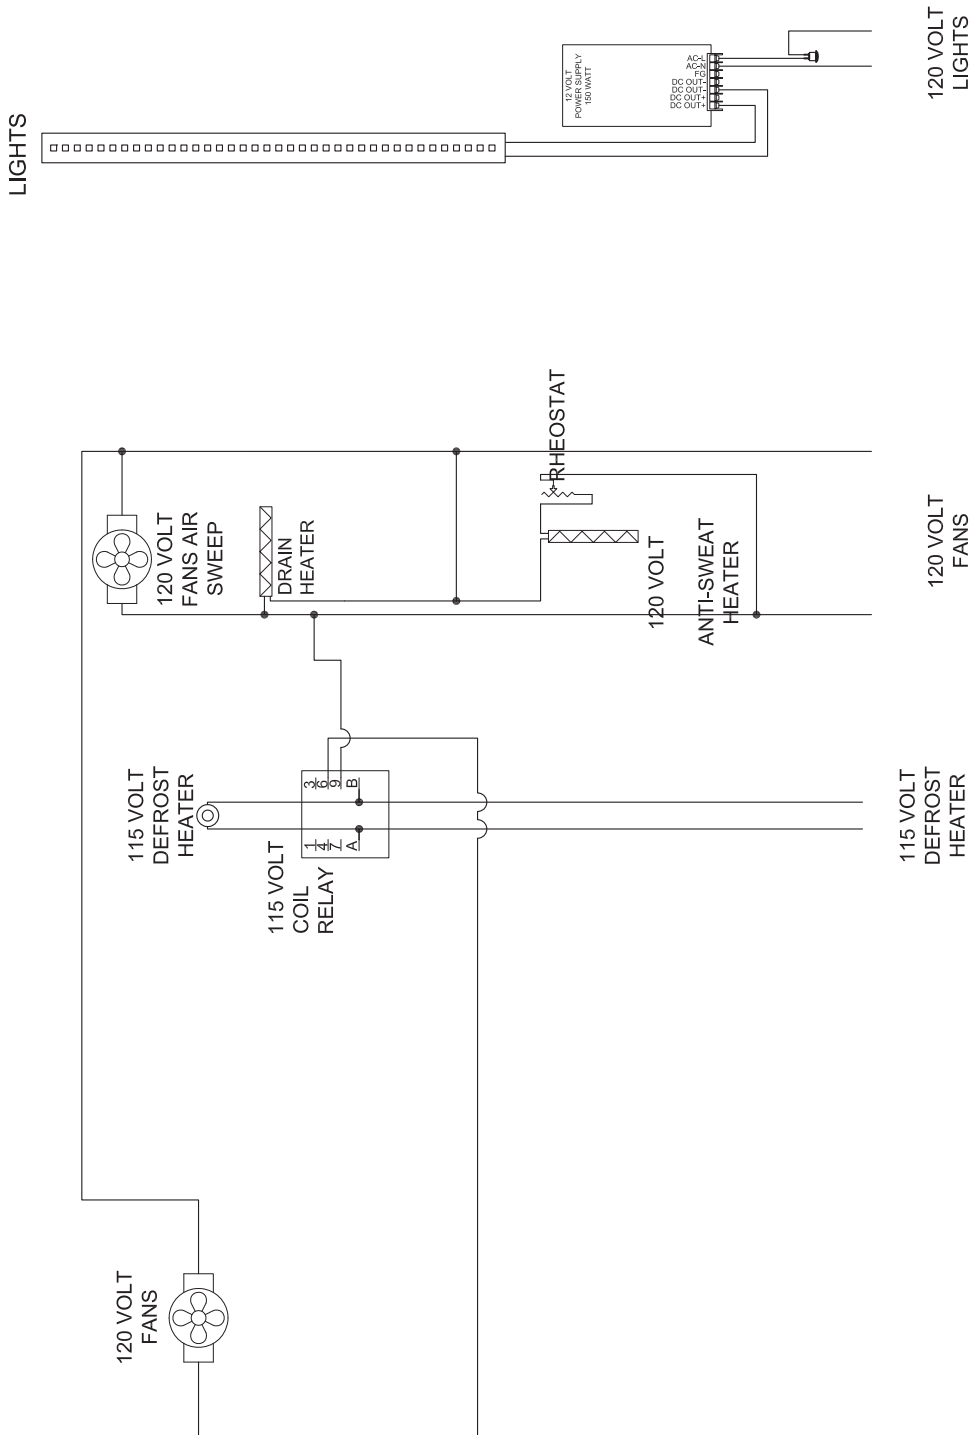 LIGHTS
12 VOLT
POWER SUPPLY
150 WATT
AC-L
AC-N
FG
DC OUT-
DC OUT-
DC OUT+
DC OUT+
120 VOLT
LIGHTS
120 VOLT
FANS AIR
SWEEP
DRAIN
HEATER
RHEOSTAT
120 VOLT
ANTI-SWEAT
HEATER
120 VOLT
FANS
115 VOLT
DEFROST
HEATER
115 VOLT
COIL
RELAY
1
4
7
A
3
6
9
B
115 VOLT
DEFROST
HEATER
120 VOLT
FANS